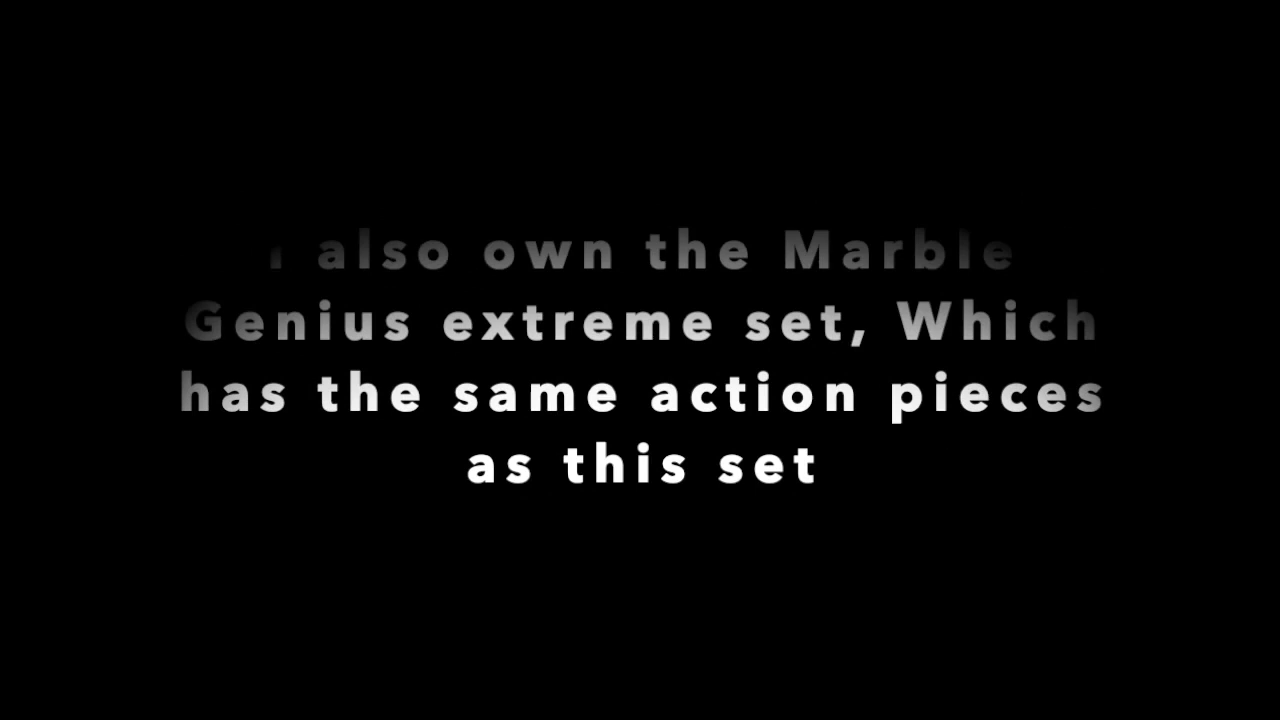 I also own the Marble
Genius extreme set, Which
has the same action pieces
as this set